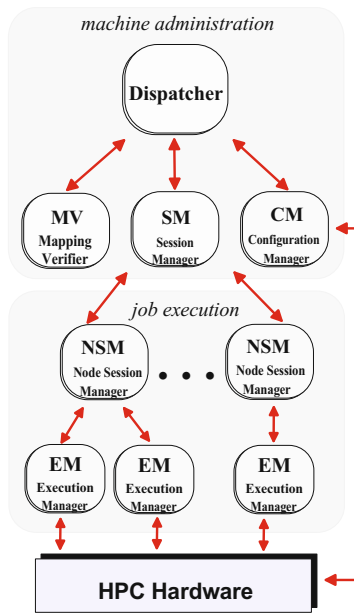 machine administration
Dispatcher
MV
Mapping
Verifier
SM
Session
Manager
CM
Configuration
Manager
job execution
NSM
Node Session
Manager
• • •
NSM
Node Session
Manager
EM
Execution
Manager
EM
Execution
Manager
EM
Execution
Manager
HPC Hardware